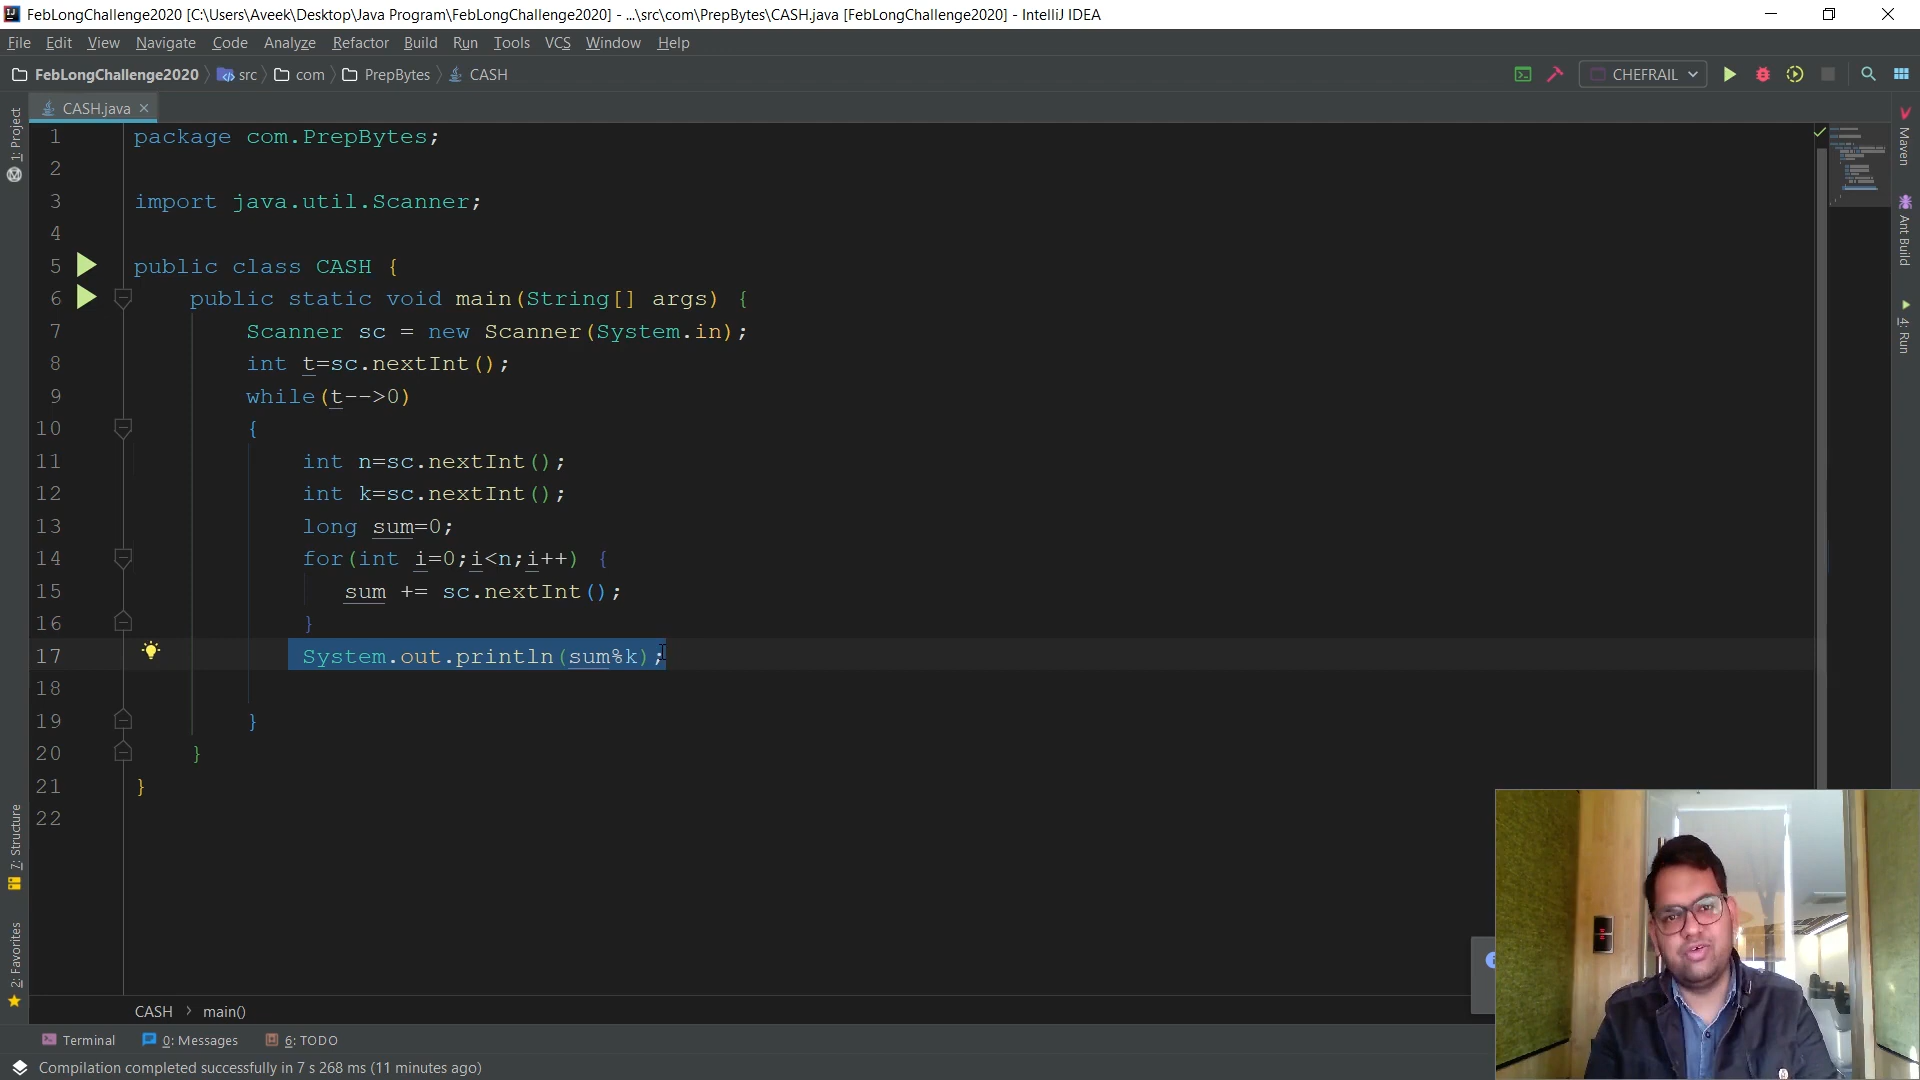 FebLongChallenge2020 [C:\Users\Aveek\Desktop\Java Program\FebLongChallenge2020] - ...\src\com\PrepBytes\CASH.java [FebLongChallenge2020] - IntelliJ IDEA
File Edit View Navigate Code Analyze Refactor Build Run Tools VCS Window Help
FebLongChallenge2020 src com PrepBytes CASH CHEFRAIL
CASH.java
1 package com.PrepBytes;
2
3 import java.util.Scanner;
4
5 public class CASH {
6 public static void main(String[] args) {
7 Scanner sc = new Scanner(System.in);
8 int t=sc.nextInt();
9 while(t-->0)
10 {
11 int n=sc.nextInt();
12 int k=sc.nextInt();
13 long sum=0;
14 for(int i=0;i<n;i++) {
15 sum += sc.nextInt();
16 }
17 System.out.println(sum%k);
18
19 }
20 }
21 }
22
1: Project
7: Structure
2: Favorites
Maven
Ant Build
4: Run
CASH > main()
Terminal 0: Messages 6: TODO
Compilation completed successfully in 7 s 268 ms (11 minutes ago)